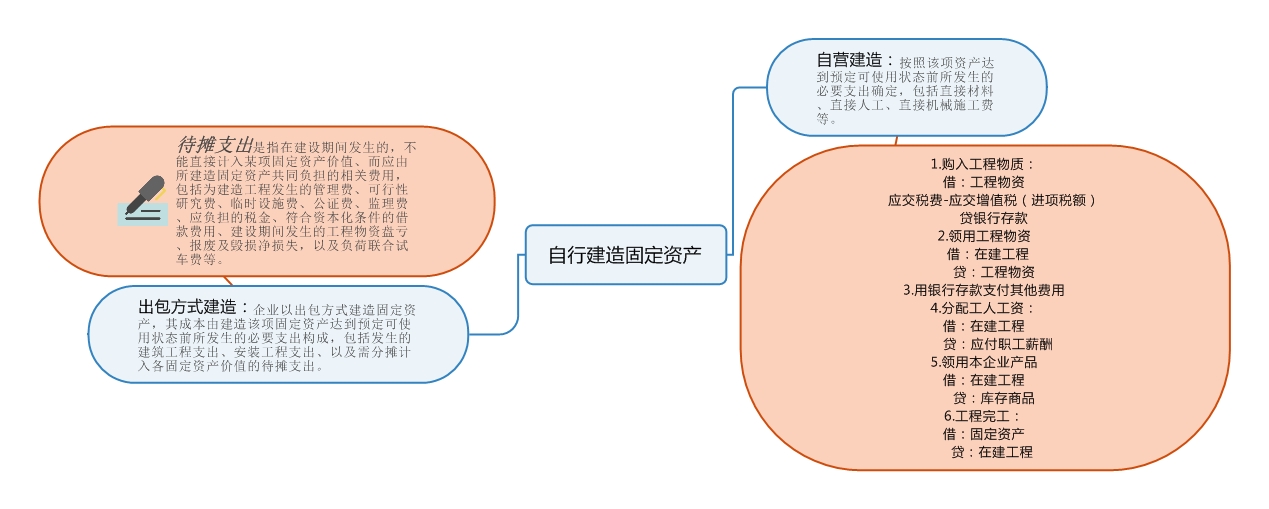 待摊支出是指在建设期间发生的，不
能直接计入某项固定资产价值、而应由
所建造固定资产共同负担的相关费用，
包括为建造工程发生的管理费、可行性
研究费、临时设施费、公证费、监理费
、应负担的税金、符合资本化条件的借
款费用、建设期间发生的工程物资盘亏
、报废及毁损净损失，以及负荷联合试
车费等。
出包方式建造：企业以出包方式建造固定资
产，其成本由建造该项固定资产达到预定可使
用状态前所发生的必要支出构成，包括发生的
建筑工程支出、安装工程支出、以及需分摊计
入各固定资产价值的待摊支出。
自行建造固定资产
自营建造：按照该项资产达
到预定可使用状态前所发生的
必要支出确定，包括直接材料
、直接人工、直接机械施工费
等。
1.购入工程物质：
借：工程物资
应交税费-应交增值税（进项税额）
贷银行存款
2.领用工程物资
借：在建工程
贷：工程物资
3.用银行存款支付其他费用
4.分配工人工资：
借：在建工程
贷：应付职工薪酬
5.领用本企业产品
借：在建工程
贷：库存商品
6.工程完工：
借：固定资产
贷：在建工程